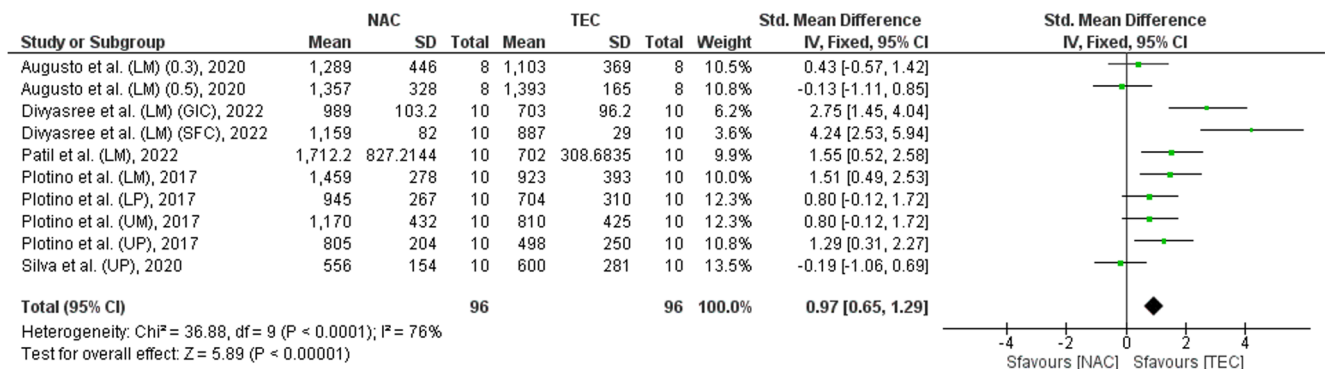 NAC TEC Std. Mean Difference Std. Mean Difference
Study or Subgroup Mean SD Total Mean SD Total Weight IV, Fixed, 95% CI IV, Fixed, 95% CI
Augusto et al. (LM) (0.3), 2020 1,289 446 8 1,103 369 8 10.5% 0.43 [-0.57, 1.42]
Augusto et al. (LM) (0.5), 2020 1,357 328 8 1,393 165 8 10.8% -0.13 [-1.11, 0.85]
Divyasree et al. (LM) (GIC), 2022 989 103.2 10 703 96.2 10 6.2% 2.75 [1.45, 4.04]
Divyasree et al. (LM) (SFC), 2022 1,159 82 10 887 29 10 3.6% 4.24 [2.53, 5.94]
Patil et al. (LM), 2022 1,712.2 827.2144 10 702 308.6835 10 9.9% 1.55 [0.52, 2.58]
Plotino et al. (LM), 2017 1,459 278 10 923 393 10 10.0% 1.51 [0.49, 2.53]
Plotino et al. (LP), 2017 945 267 10 704 310 10 12.3% 0.80 [-0.12, 1.72]
Plotino et al. (UM), 2017 1,170 432 10 810 425 10 12.3% 0.80 [-0.12, 1.72]
Plotino et al. (UP), 2017 805 204 10 498 250 10 10.8% 1.29 [0.31, 2.27]
Silva et al. (UP), 2020 556 154 10 600 281 10 13.5% -0.19 [-1.06, 0.69]
Total (95% CI) 96 96 100.0% 0.97 [0.65, 1.29]
Heterogeneity: Chi² = 36.88, df = 9 (P < 0.0001); I² = 76%
Test for overall effect: Z = 5.89 (P < 0.00001)
-4 -2 0 2 4
Sfavours [NAC] Sfavours [TEC]